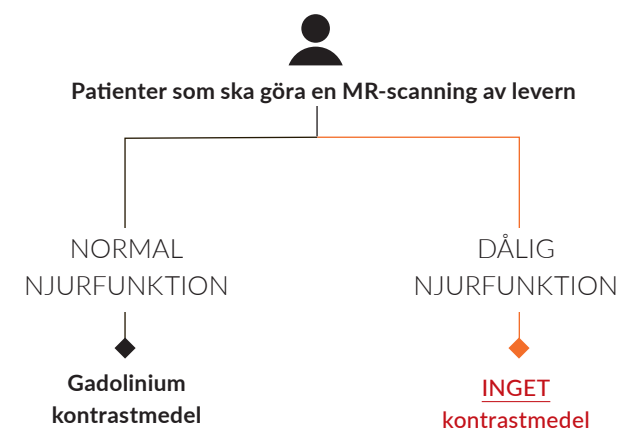 Patienter som ska göra en MR-scanning av levern
NORMAL
NJURFUNKTION
Gadolinium
kontrastmedel
DÅLIG
NJURFUNKTION
INGET
kontrastmedel